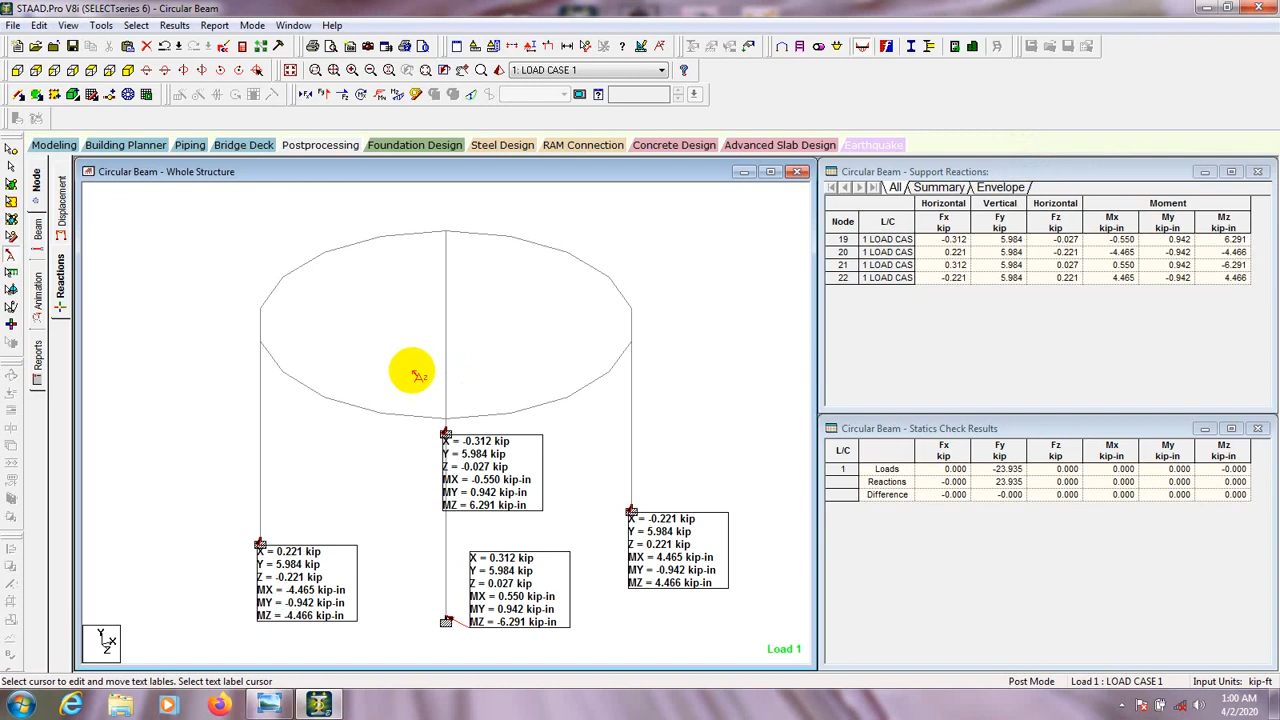 STAAD.Pro V8i (SELECTseries 6) - Circular Beam
File Edit View Tools Select Results Report Mode Window Help
1: LOAD CASE 1
Modeling Building Planner Piping Bridge Deck Postprocessing Foundation Design Steel Design RAM Connection Concrete Design Advanced Slab Design Earthquake
Node
Beam
Animation
Reports
Displacement
Reactions
Circular Beam - Whole Structure
X = -0.312 kip
Y = 5.984 kip
Z = -0.027 kip
MX = -0.550 kip-in
MY = 0.942 kip-in
MZ = 6.291 kip-in
X = -0.221 kip
Y = 5.984 kip
Z = 0.221 kip
MX = 4.465 kip-in
MY = -0.942 kip-in
MZ = 4.466 kip-in
X = 0.221 kip
Y = 5.984 kip
Z = -0.221 kip
MX = -4.465 kip-in
MY = -0.942 kip-in
MZ = -4.466 kip-in
X = 0.312 kip
Y = 5.984 kip
Z = 0.027 kip
MX = 0.550 kip-in
MY = 0.942 kip-in
MZ = -6.291 kip-in
Y
X
Z
Load 1
Circular Beam - Support Reactions:
All Summary Envelope
Horizontal Vertical Horizontal Moment
Node L/C Fx kip Fy kip Fz kip Mx kip-in My kip-in Mz kip-in
19 1 LOAD CAS -0.312 5.984 -0.027 -0.550 0.942 6.291
20 1 LOAD CAS 0.221 5.984 -0.221 -4.465 -0.942 -4.466
21 1 LOAD CAS 0.312 5.984 0.027 0.550 0.942 -6.291
22 1 LOAD CAS -0.221 5.984 0.221 4.465 -0.942 4.466
Circular Beam - Statics Check Results
L/C Fx kip Fy kip Fz kip Mx kip-in My kip-in Mz kip-in
1 Loads 0.000 -23.935 0.000 0.000 0.000 -0.000
Reactions -0.000 23.935 0.000 0.000 0.000 0.000
Difference -0.000 -0.000 0.000 0.000 0.000 0.000
Select cursor to edit and move text lables. Select text label cursor Post Mode Load 1 : LOAD CASE 1 Input Units: kip-ft
1:00 AM
4/2/2020